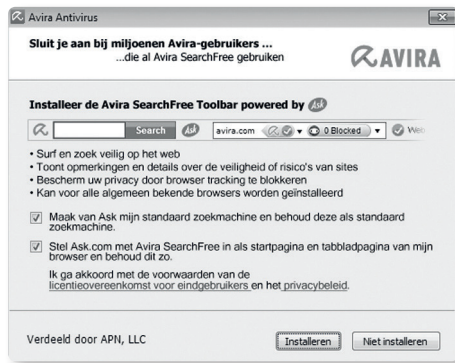 Avira Antivirus
Sluit je aan bij miljoenen Avira-gebruikers ...
...die al Avira SearchFree gebruiken
AVIRA
Installeer de Avira SearchFree Toolbar powered by Ask
Search Ask avira.com 0 Blocked Web
• Surf en zoek veilig op het web
• Toont opmerkingen en details over de veiligheid of risico's van sites
• Bescherm uw privacy door browser tracking te blokkeren
• Kan voor alle algemeen bekende browsers worden geïnstalleerd
Maak van Ask mijn standaard zoekmachine en behoud deze als standaard
zoekmachine.
Stel Ask.com met Avira SearchFree in als startpagina en tabbladpagina van mijn
browser en behoud dit zo.
Ik ga akkoord met de voorwaarden van de
licentieovereenkomst voor eindgebruikers en het privacybeleid.
Verdeeld door APN, LLC
Installeren
Niet installeren